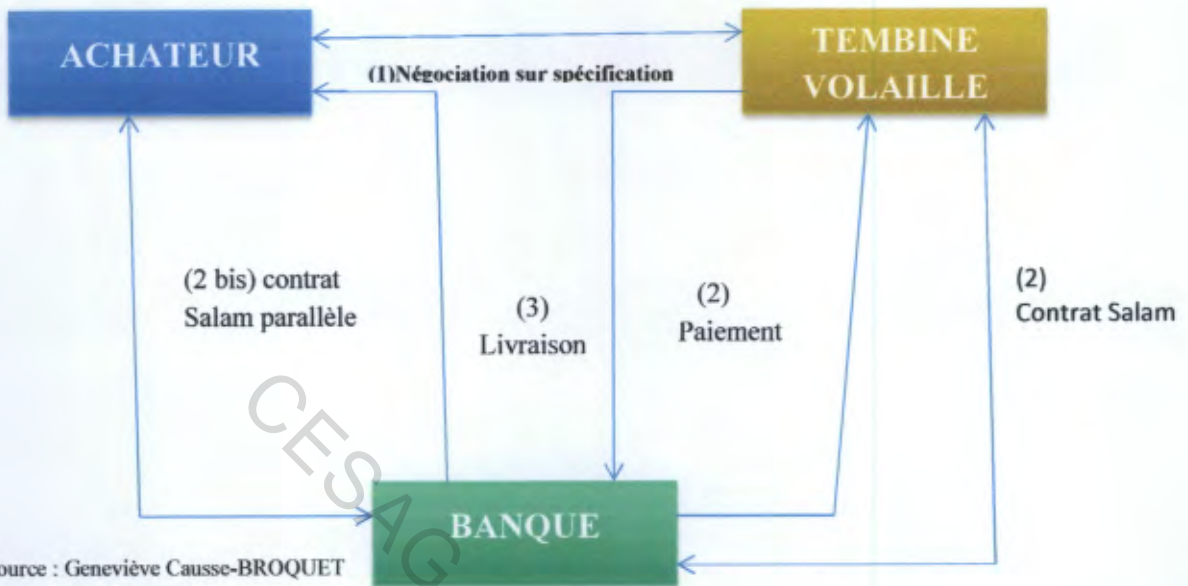 ACHATEUR
TEMBINE
VOLAILLE
(1)Négociation sur spécification
(2 bis) contrat
Salam parallèle
(3)
Livraison
(2)
Paiement
(2)
Contrat Salam
CESAG
BANQUE
ource : Geneviève Causse-BROQUET